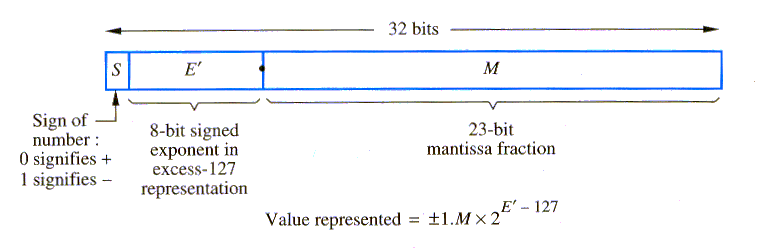 32 bits
S E′ M
Sign of
number :
0 signifies +
1 signifies −
8-bit signed
exponent in
excess-127
representation
23-bit
mantissa fraction
Value represented = ±1.M × 2^E′ − 127